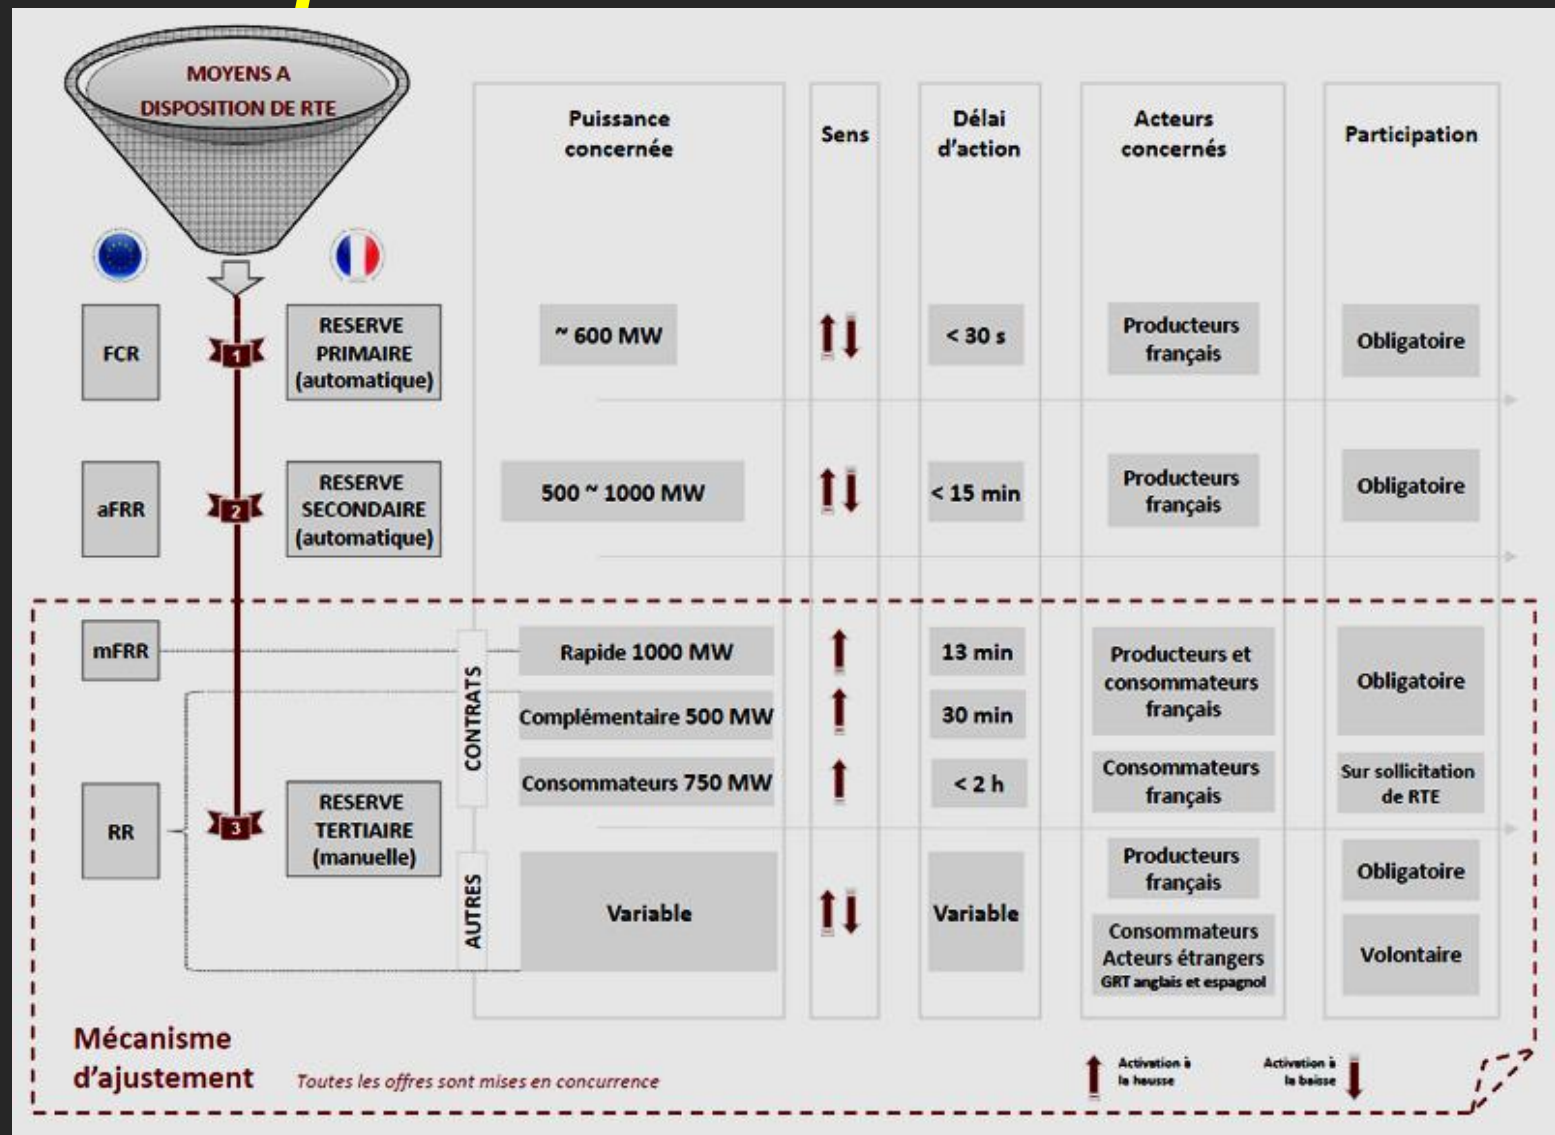 MOYENS A
DISPOSITION DE RTE
Puissance
concernée
Sens
Délai
d'action
Acteurs
concernés
Participation
FCR
1
RESERVE
PRIMAIRE
(automatique)
~ 600 MW
< 30 s
Producteurs
français
Obligatoire
aFRR
2
RESERVE
SECONDAIRE
(automatique)
500 ~ 1000 MW
< 15 min
Producteurs
français
Obligatoire
mFRR
CONTRATS
Rapide 1000 MW
13 min
Producteurs et
consommateurs
français
Obligatoire
Complémentaire 500 MW
30 min
Consommateurs 750 MW
< 2 h
Consommateurs
français
Sur sollicitation
de RTE
RR
3
RESERVE
TERTIAIRE
(manuelle)
AUTRES
Variable
Variable
Producteurs
français
Obligatoire
Consommateurs
Acteurs étrangers
GRT anglais et espagnol
Volontaire
Mécanisme
d'ajustement
Toutes les offres sont mises en concurrence
Activation à
la hausse
Activation à
la baisse